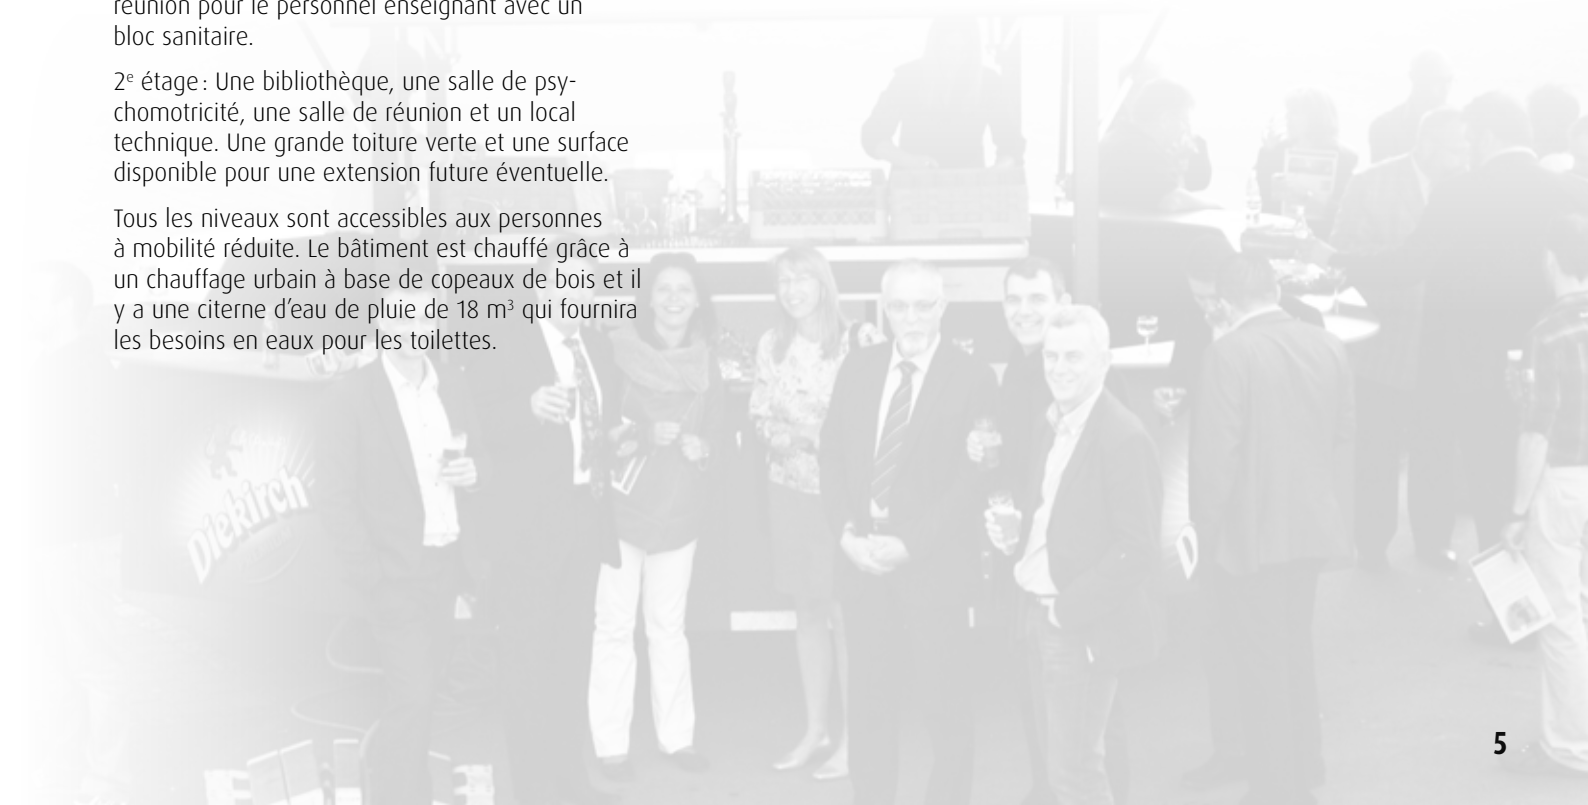 réunion pour le personnel enseignant avec un
bloc sanitaire.
2e étage : Une bibliothèque, une salle de psy-
chomotricité, une salle de réunion et un local
technique. Une grande toiture verte et une surface
disponible pour une extension future éventuelle.
Tous les niveaux sont accessibles aux personnes
à mobilité réduite. Le bâtiment est chauffé grâce à
un chauffage urbain à base de copeaux de bois et il
y a une citerne d’eau de pluie de 18 m³ qui fournira
les besoins en eaux pour les toilettes.
Diekirch
5